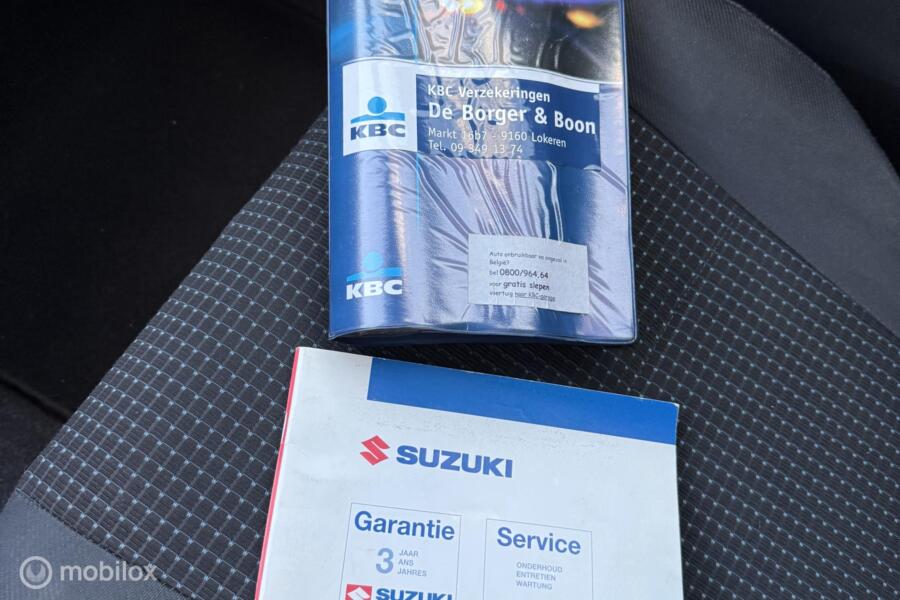 KBC
KBC Verzekeringen
De Borger & Boon
Markt 16b7 - 9160 Lokeren
Tel. 09 349 13 74
KBC
Auto onbruikbaar na ongeval in
België?
bel 0800/964,64
voor gratis slepen
voertuig naar KBC-garage
SUZUKI
Garantie
3 JAAR
ANS
JAHRES
SUZUKI
Service
ONDERHOUD
ENTRETIEN
WARTUNG
mobilox